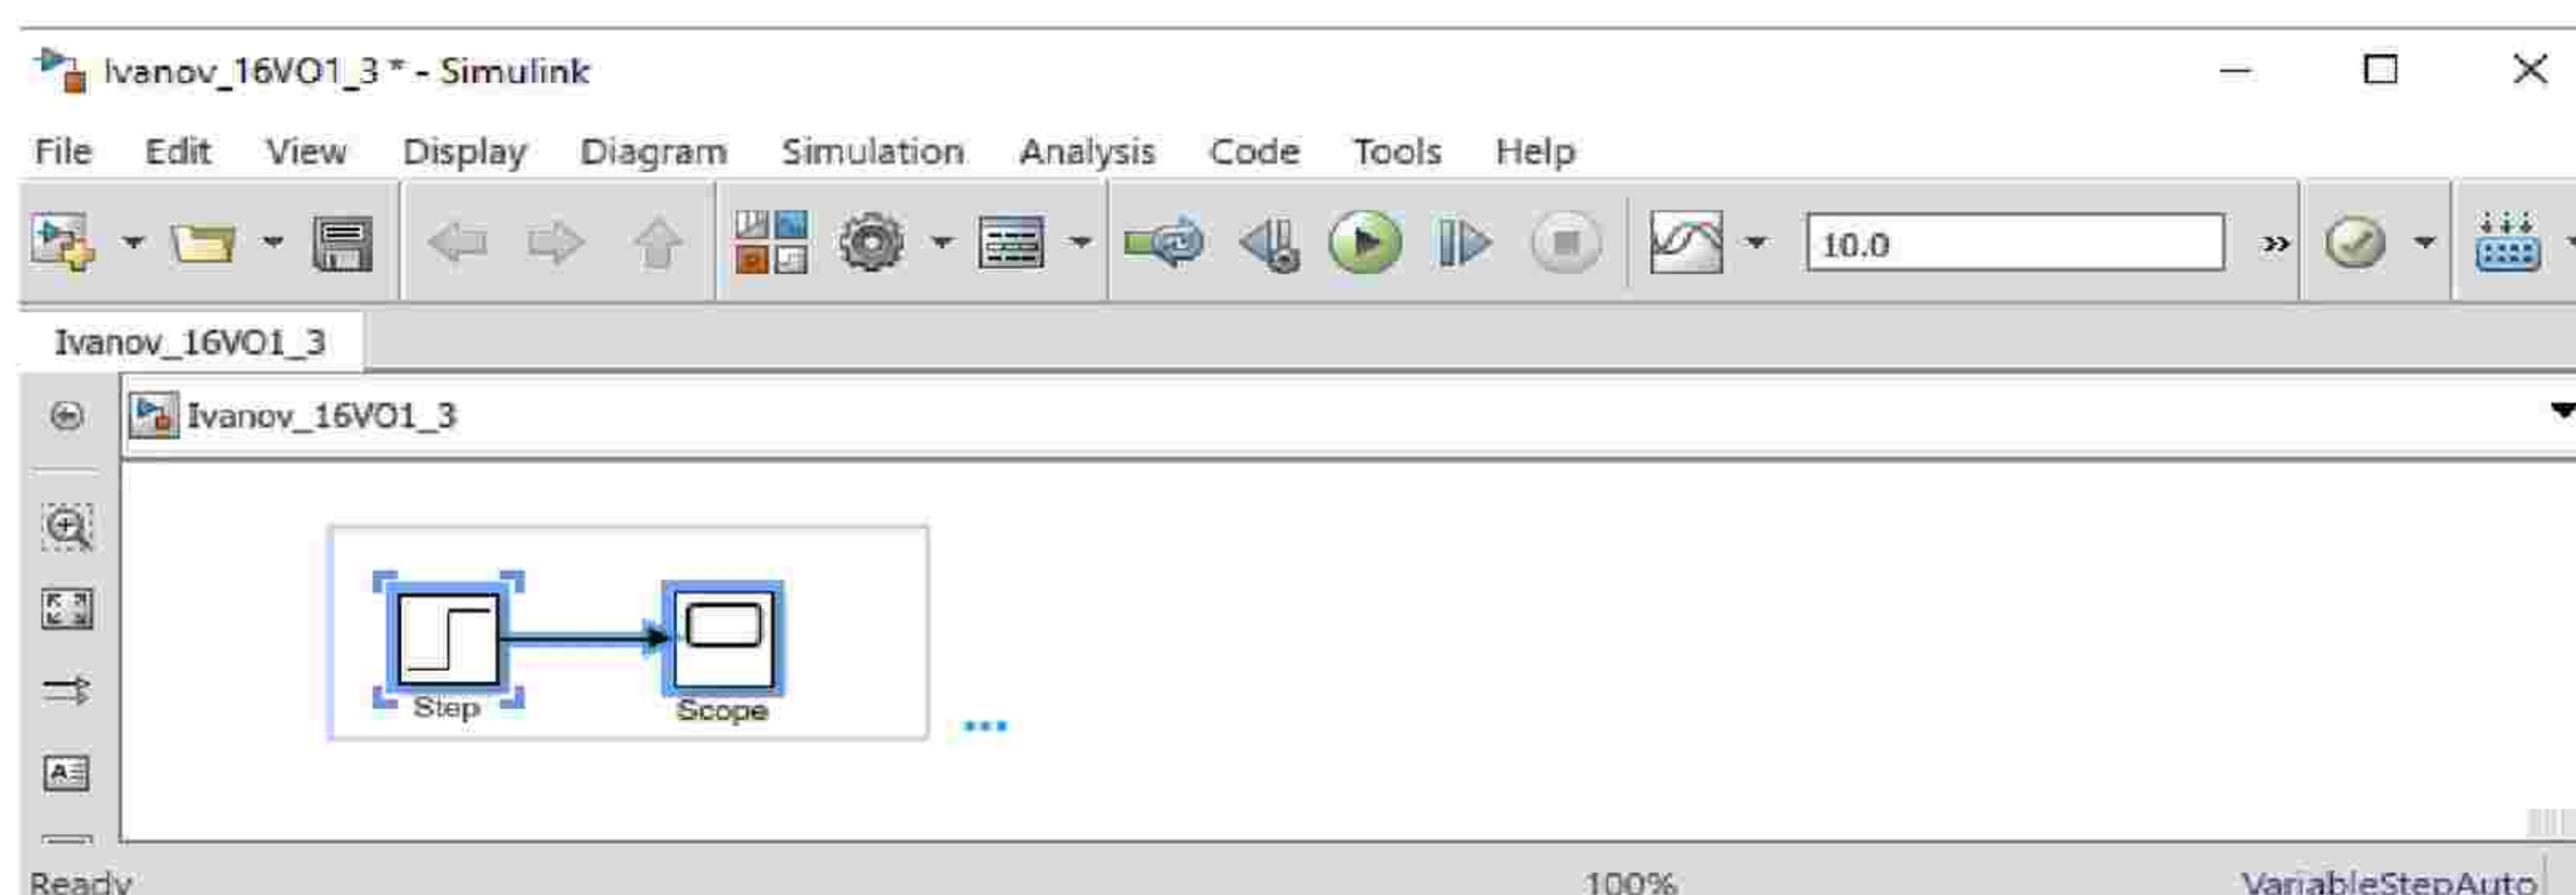 Ivanov_16VO1_3 * - Simulink
File Edit View Display Diagram Simulation Analysis Code Tools Help
10.0 »
Ivanov_16VO1_3
Ivanov_16VO1_3
Step Scope
A
Ready 100% VariableStepAuto